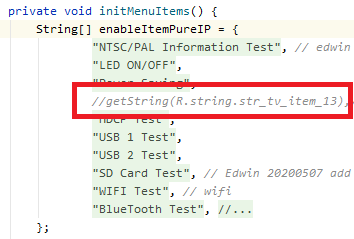 private void initMenuItems() {
String[] enableItemPureIP = {
"NTSC/PAL Information Test", // edwin
"LED ON/OFF",
"Power Saving"
//getString(R.string.str_tv_item_13),
"HDCP Test",
"USB 1 Test",
"USB 2 Test",
"SD Card Test", // Edwin 20200507 add
"WIFI Test", // wifi
"BlueTooth Test", //...
};